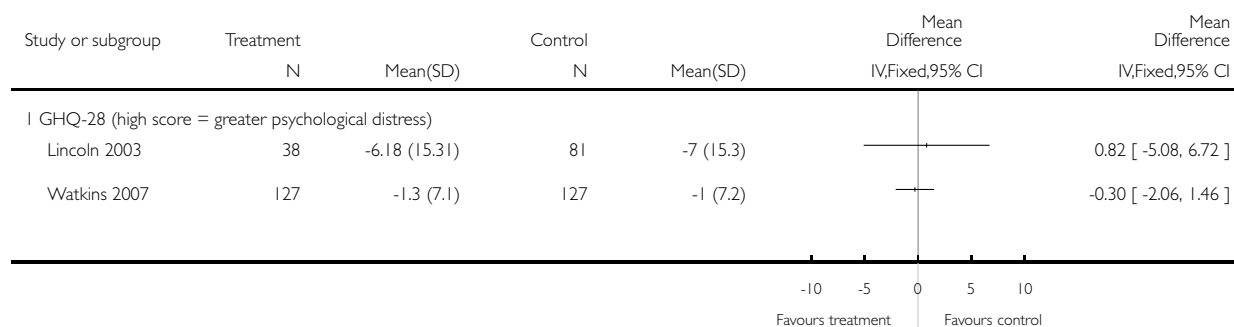 Study or subgroup Treatment Control Mean Difference Mean Difference
N Mean(SD) N Mean(SD) IV,Fixed,95% CI IV,Fixed,95% CI
1 GHQ-28 (high score = greater psychological distress)
Lincoln 2003 38 -6.18 (15.31) 81 -7 (15.3) 0.82 [ -5.08, 6.72 ]
Watkins 2007 127 -1.3 (7.1) 127 -1 (7.2) -0.30 [ -2.06, 1.46 ]
-10 -5 0 5 10
Favours treatment Favours control